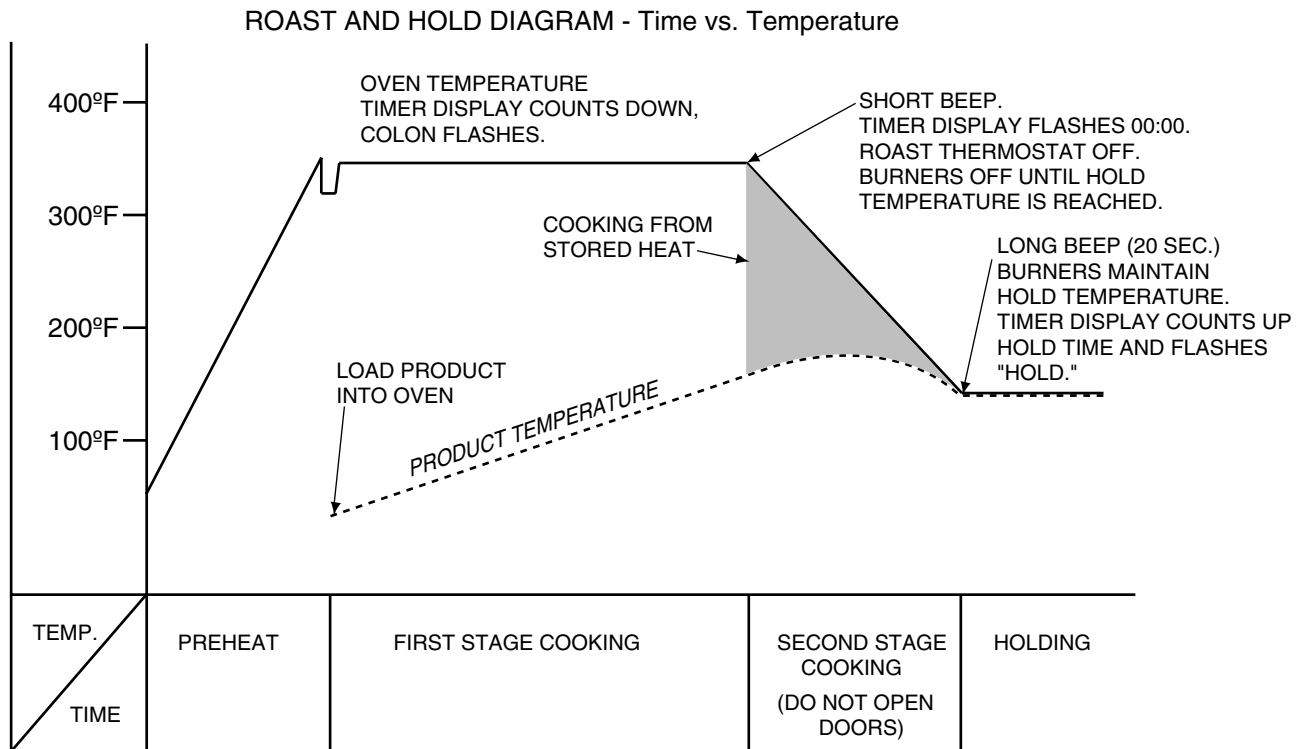 ROAST AND HOLD DIAGRAM - Time vs. Temperature
400ºF
300ºF
200ºF
100ºF
OVEN TEMPERATURE
TIMER DISPLAY COUNTS DOWN,
COLON FLASHES.
SHORT BEEP.
TIMER DISPLAY FLASHES 00:00.
ROAST THERMOSTAT OFF.
BURNERS OFF UNTIL HOLD
TEMPERATURE IS REACHED.
COOKING FROM
STORED HEAT
LONG BEEP (20 SEC.)
BURNERS MAINTAIN
HOLD TEMPERATURE.
TIMER DISPLAY COUNTS UP
HOLD TIME AND FLASHES
"HOLD."
LOAD PRODUCT
INTO OVEN
PRODUCT TEMPERATURE
TEMP.
TIME
PREHEAT
FIRST STAGE COOKING
SECOND STAGE
COOKING
(DO NOT OPEN
DOORS)
HOLDING